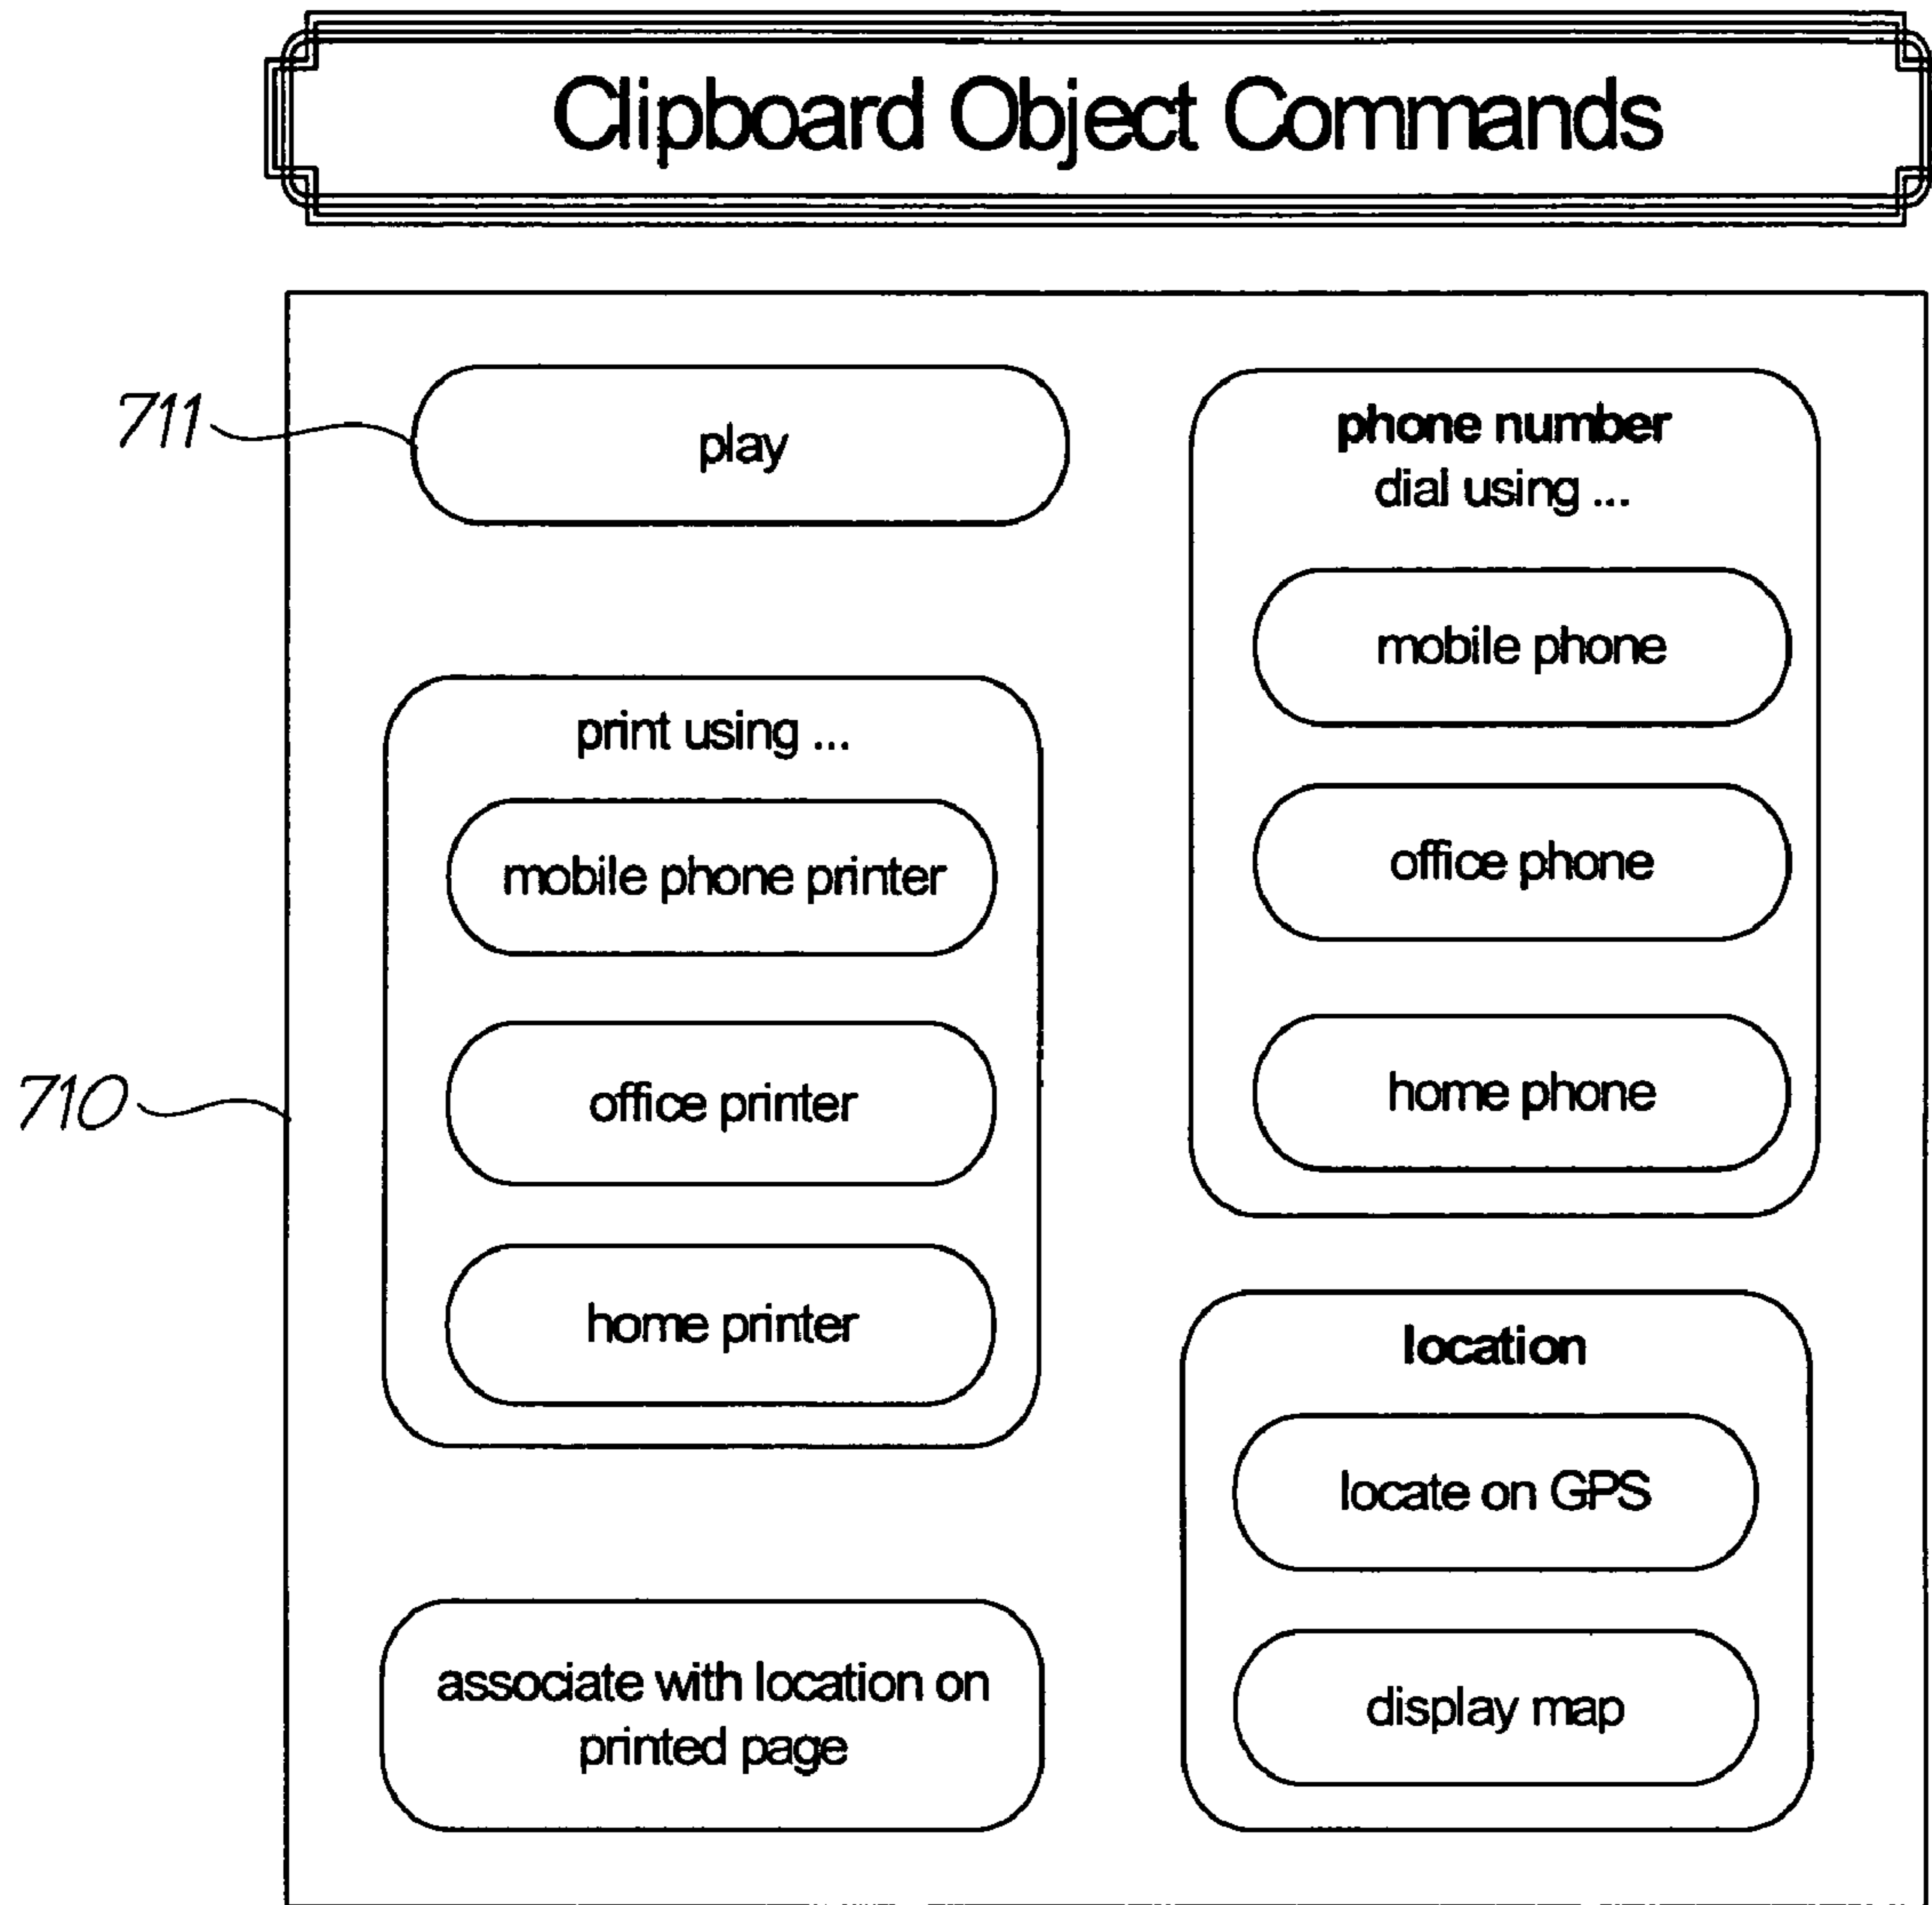 Clipboard Object Commands
711
play
print using ...
mobile phone printer
office printer
home printer
710
associate with location on
printed page
phone number
dial using ...
mobile phone
office phone
home phone
location
locate on GPS
display map